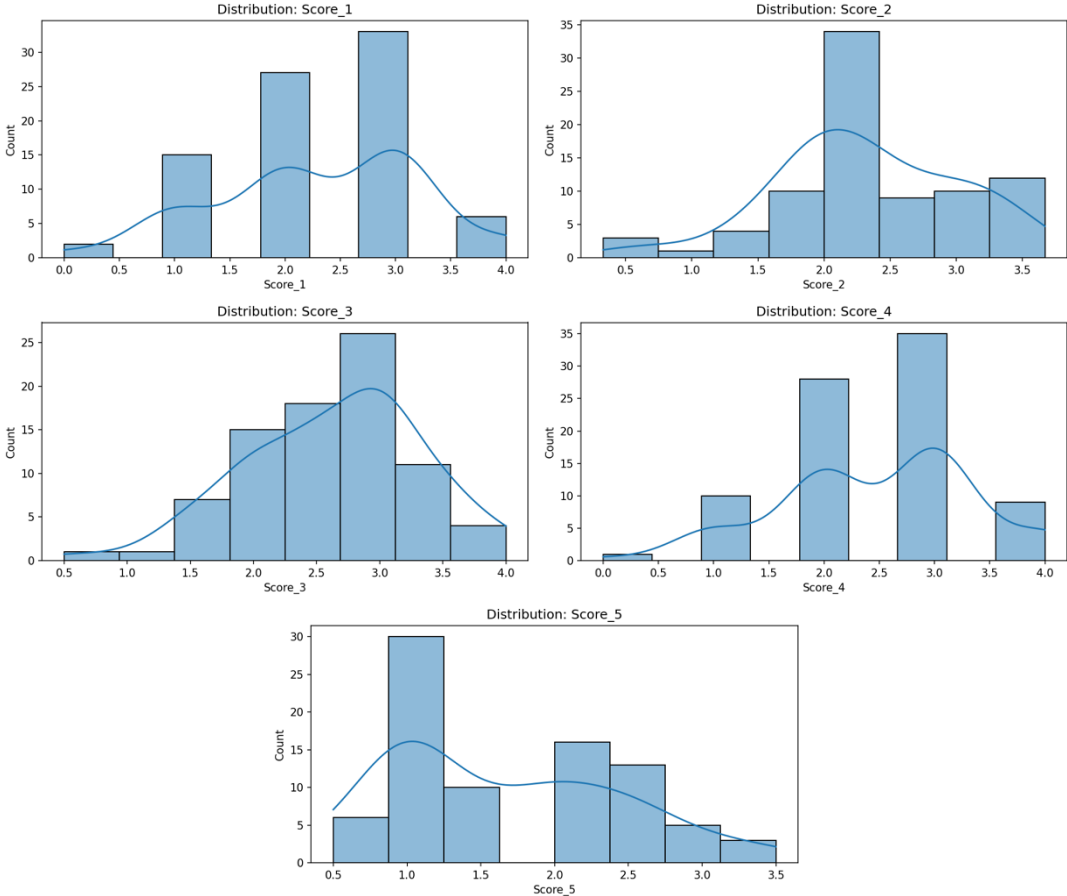 Distribution: Score_1
Count
30
25
20
15
10
5
0
0.0 0.5 1.0 1.5 2.0 2.5 3.0 3.5 4.0
Score_1
Distribution: Score_2
Count
35
30
25
20
15
10
5
0
0.5 1.0 1.5 2.0 2.5 3.0 3.5
Score_2
Distribution: Score_3
Count
25
20
15
10
5
0
0.5 1.0 1.5 2.0 2.5 3.0 3.5 4.0
Score_3
Distribution: Score_4
Count
35
30
25
20
15
10
5
0
0.0 0.5 1.0 1.5 2.0 2.5 3.0 3.5 4.0
Score_4
Distribution: Score_5
Count
30
25
20
15
10
5
0
0.5 1.0 1.5 2.0 2.5 3.0 3.5
Score_5